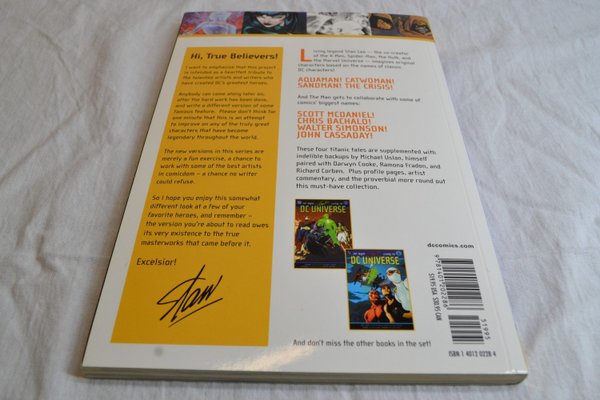 Hi, True Believers!
I want to emphasize that this project
is intended as a heartfelt tribute to
the talented artists and writers who
have created DC's greatest heroes.
Anybody can come along later on,
after the hard work has been done,
and write a different version of some
famous feature. Please don't think for
one minute that this is an attempt
to improve on any of the truly great
characters that have become
legendary throughout the world.
The new versions in this series are
merely a fun exercise, a chance to
work with some of the best artists
in comicdom – a chance no writer
could refuse.
So I hope you enjoy this somewhat
different look at a few of your
favorite heroes, and remember –
the version you're about to read owes
its very existence to the true
masterworks that came before it.
Excelsior!
Stan
Living legend Stan Lee — the co-creator
of the X-Men, Spider-Man, the Hulk, and
the Marvel Universe — imagines original
characters based on the names of classic
DC characters!
AQUAMAN! CATWOMAN!
SANDMAN! THE CRISIS!
And The Man gets to collaborate with some of
comics' biggest names:
SCOTT MCDANIEL!
CHRIS BACHALO!
WALTER SIMONSON!
JOHN CASSADAY!
These four titanic tales are supplemented with
indelible backups by Michael Uslan, himself
paired with Darwyn Cooke, Ramona Fradon, and
Richard Corben. Plus profile pages, artist
commentary, and the proverbial more round out
this must-have collection.
DC UNIVERSE
DC UNIVERSE
And don't miss the other books in the set!
dccomics.com
9 781401 202286
51995
$19.95 USA $30.95 CAN
ISBN 1 4012 0228 4